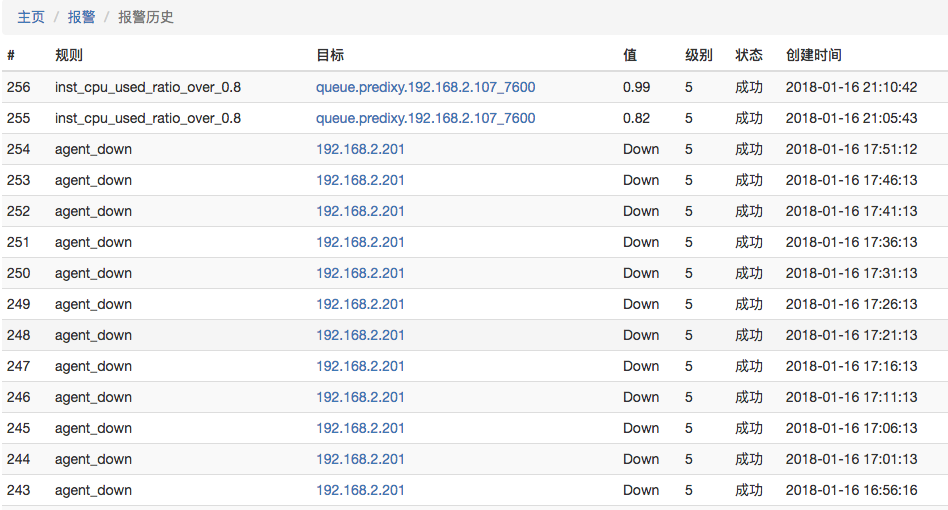 主页 / 报警 / 报警历史
# 规则 目标 值 级别 状态 创建时间
256 inst_cpu_used_ratio_over_0.8 queue.predixy.192.168.2.107_7600 0.99 5 成功 2018-01-16 21:10:42
255 inst_cpu_used_ratio_over_0.8 queue.predixy.192.168.2.107_7600 0.82 5 成功 2018-01-16 21:05:43
254 agent_down 192.168.2.201 Down 5 成功 2018-01-16 17:51:12
253 agent_down 192.168.2.201 Down 5 成功 2018-01-16 17:46:13
252 agent_down 192.168.2.201 Down 5 成功 2018-01-16 17:41:13
251 agent_down 192.168.2.201 Down 5 成功 2018-01-16 17:36:13
250 agent_down 192.168.2.201 Down 5 成功 2018-01-16 17:31:13
249 agent_down 192.168.2.201 Down 5 成功 2018-01-16 17:26:13
248 agent_down 192.168.2.201 Down 5 成功 2018-01-16 17:21:13
247 agent_down 192.168.2.201 Down 5 成功 2018-01-16 17:16:13
246 agent_down 192.168.2.201 Down 5 成功 2018-01-16 17:11:13
245 agent_down 192.168.2.201 Down 5 成功 2018-01-16 17:06:13
244 agent_down 192.168.2.201 Down 5 成功 2018-01-16 17:01:13
243 agent_down 192.168.2.201 Down 5 成功 2018-01-16 16:56:16